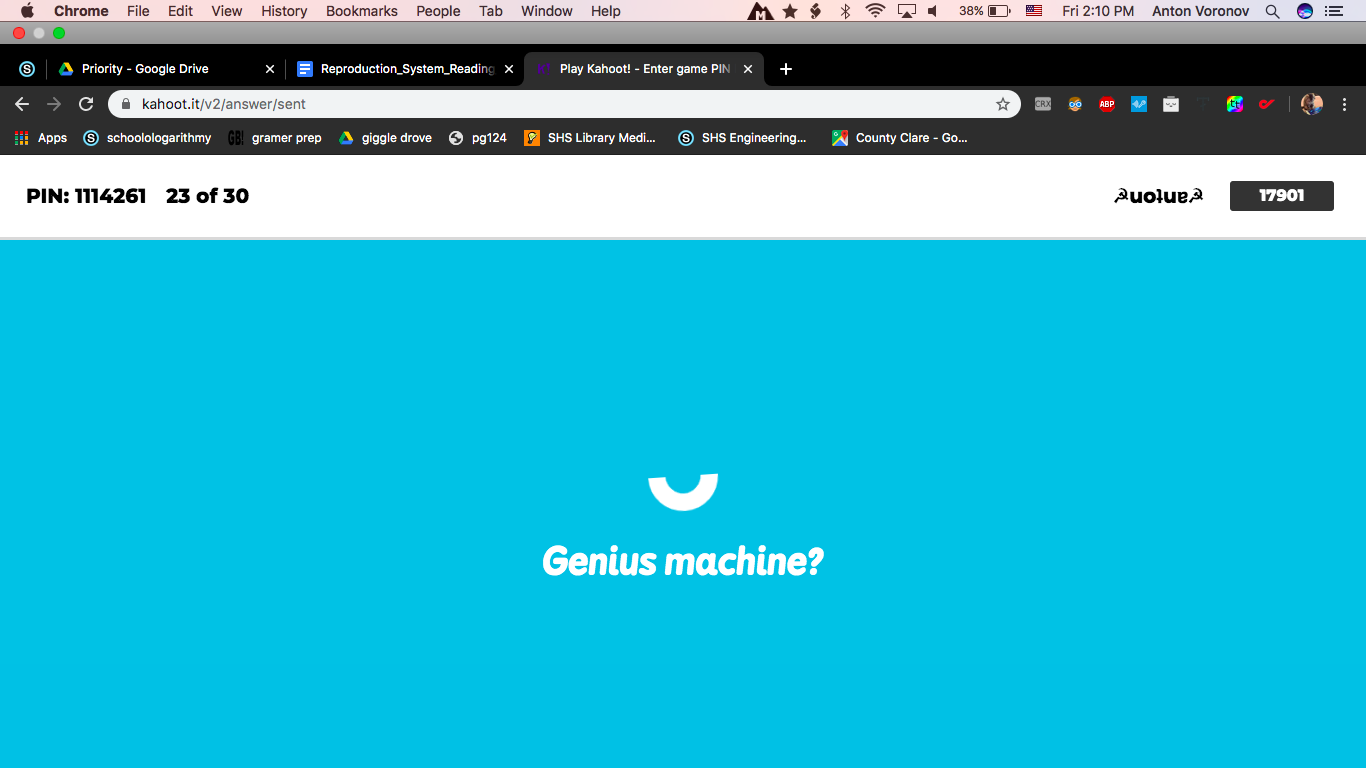 Chrome File Edit View History Bookmarks People Tab Window Help 38% Fri 2:10 PM Anton Voronov
Priority - Google Drive Reproduction_System_Reading Play Kahoot! - Enter game PIN
kahoot.it/v2/answer/sent CRX ABP
Apps schoolologarithmy GB! gramer prep giggle drove pg124 SHS Library Medi... SHS Engineering... County Clare - Go...
PIN: 1114261 23 of 30 ☭anton☭ 17901
Genius machine?